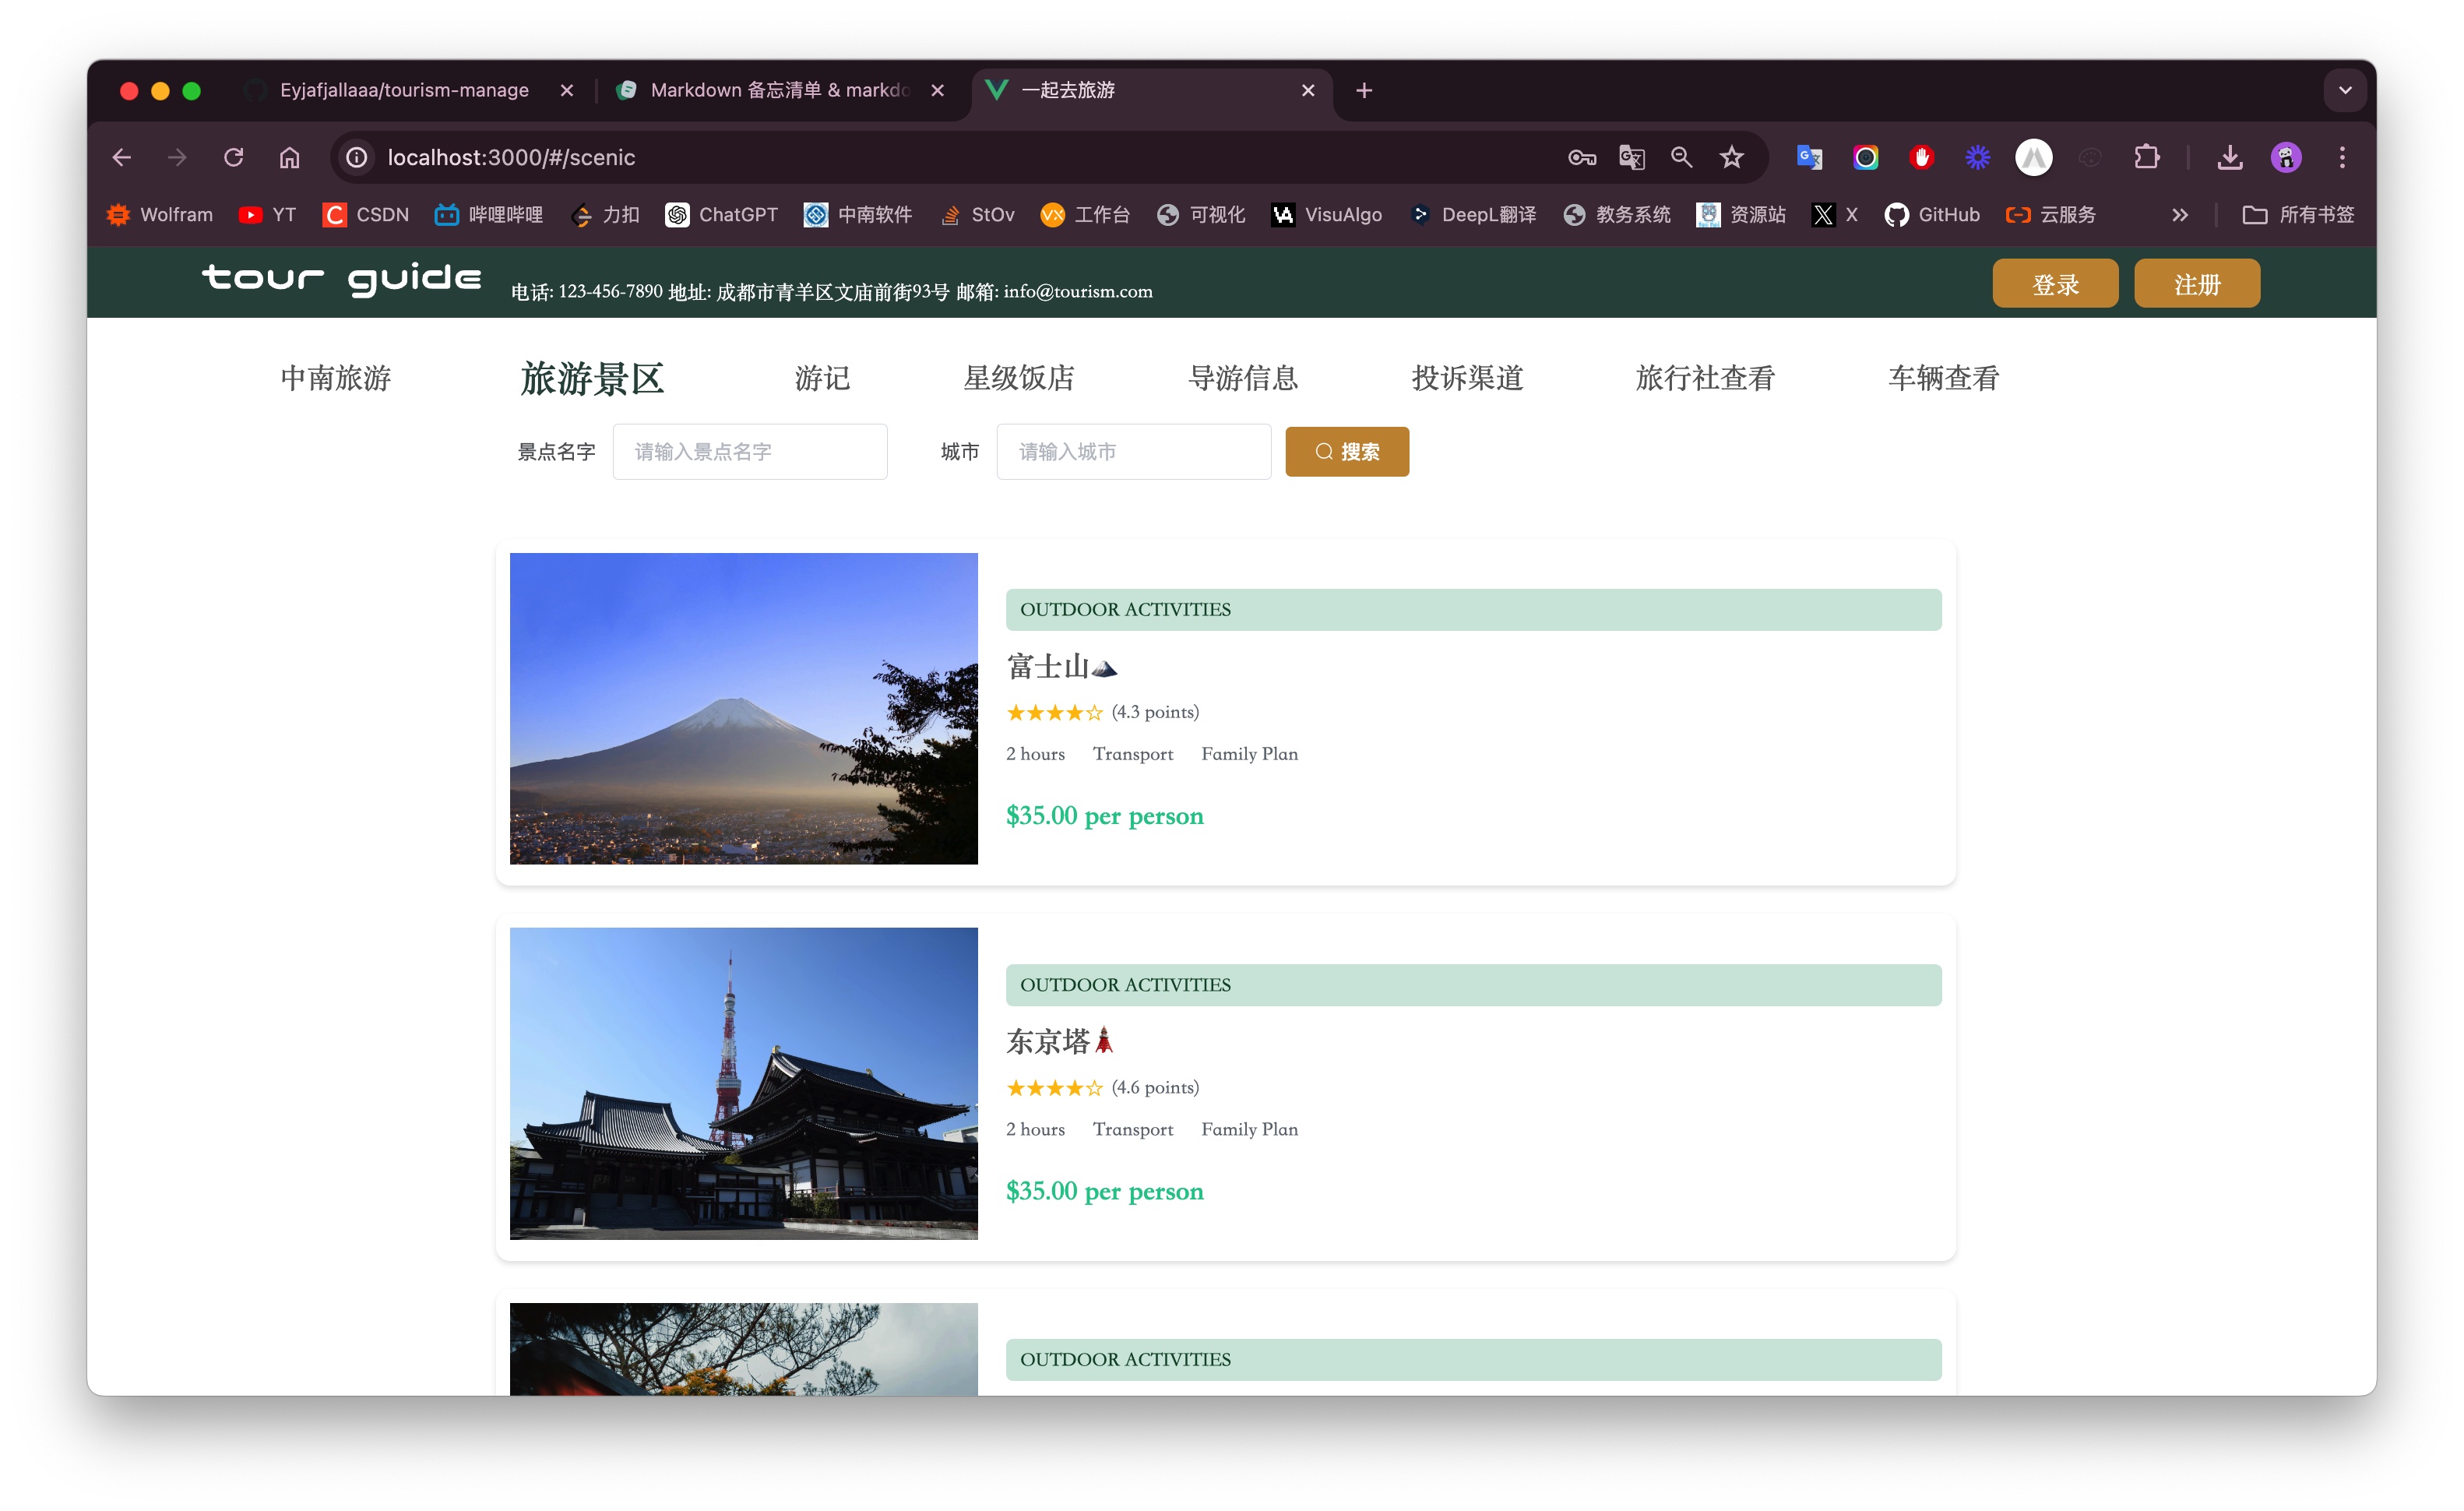 Eyjafjallaaa/tourism-manage
Markdown 备忘清单 & markdo
一起去旅游
localhost:3000/#/scenic
Wolfram YT CSDN 哔哩哔哩 力扣 ChatGPT 中南软件 StOv 工作台 可视化 VisuAlgo DeepL翻译 教务系统 资源站 X GitHub 云服务 所有书签
tour guide 电话: 123-456-7890 地址: 成都市青羊区文庙前街93号 邮箱: info@tourism.com 登录 注册
中南旅游 旅游景区 游记 星级饭店 导游信息 投诉渠道 旅行社查看 车辆查看
景点名字 请输入景点名字 城市 请输入城市 搜索
OUTDOOR ACTIVITIES
富士山
★★★★☆ (4.3 points)
2 hours Transport Family Plan
$35.00 per person
OUTDOOR ACTIVITIES
东京塔
★★★★☆ (4.6 points)
2 hours Transport Family Plan
$35.00 per person
OUTDOOR ACTIVITIES